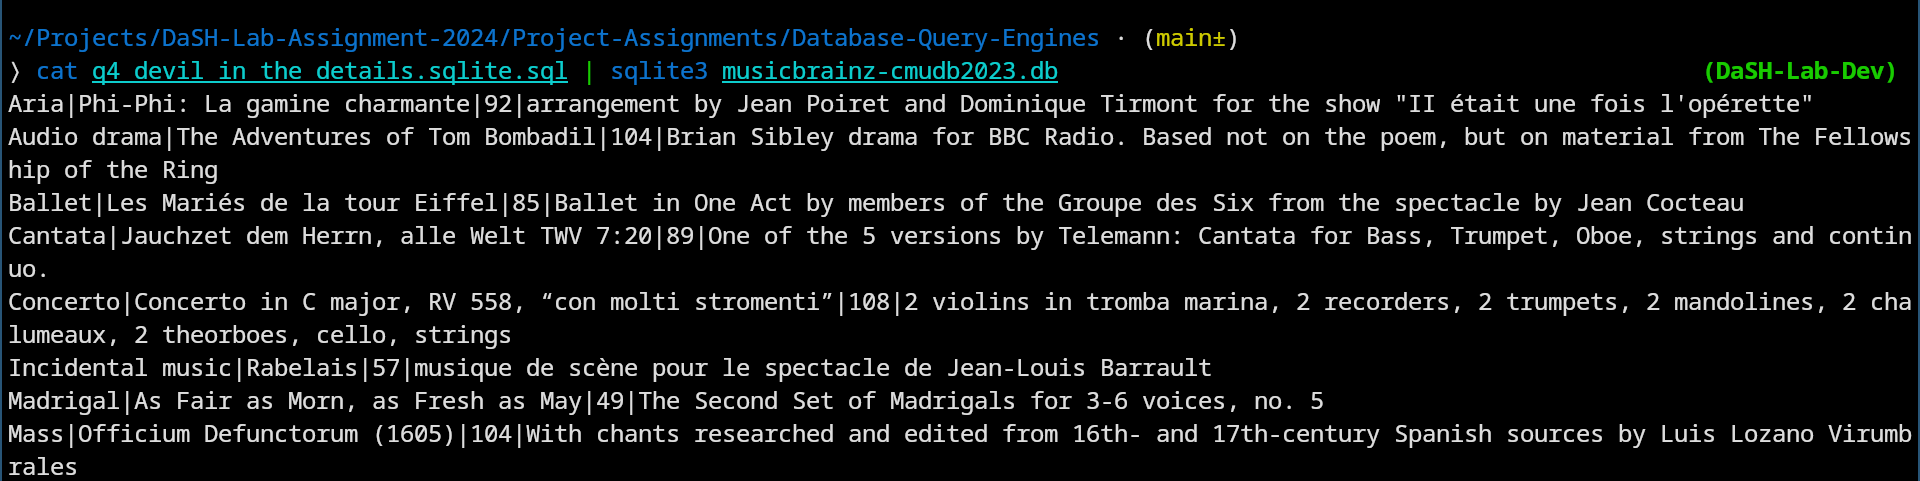 ~/Projects/DaSH-Lab-Assignment-2024/Project-Assignments/Database-Query-Engines · (main±)
❯ cat q4_devil_in_the_details.sqlite.sql | sqlite3 musicbrainz-cmudb2023.db (DaSH-Lab-Dev)
Aria|Phi-Phi: La gamine charmante|92|arrangement by Jean Poiret and Dominique Tirmont for the show "II était une fois l'opérette"
Audio drama|The Adventures of Tom Bombadil|104|Brian Sibley drama for BBC Radio. Based not on the poem, but on material from The Fellows
hip of the Ring
Ballet|Les Mariés de la tour Eiffel|85|Ballet in One Act by members of the Groupe des Six from the spectacle by Jean Cocteau
Cantata|Jauchzet dem Herrn, alle Welt TWV 7:20|89|One of the 5 versions by Telemann: Cantata for Bass, Trumpet, Oboe, strings and contin
uo.
Concerto|Concerto in C major, RV 558, “con molti stromenti”|108|2 violins in tromba marina, 2 recorders, 2 trumpets, 2 mandolines, 2 cha
lumeaux, 2 theorboes, cello, strings
Incidental music|Rabelais|57|musique de scène pour le spectacle de Jean-Louis Barrault
Madrigal|As Fair as Morn, as Fresh as May|49|The Second Set of Madrigals for 3-6 voices, no. 5
Mass|Officium Defunctorum (1605)|104|With chants researched and edited from 16th- and 17th-century Spanish sources by Luis Lozano Virumb
rales